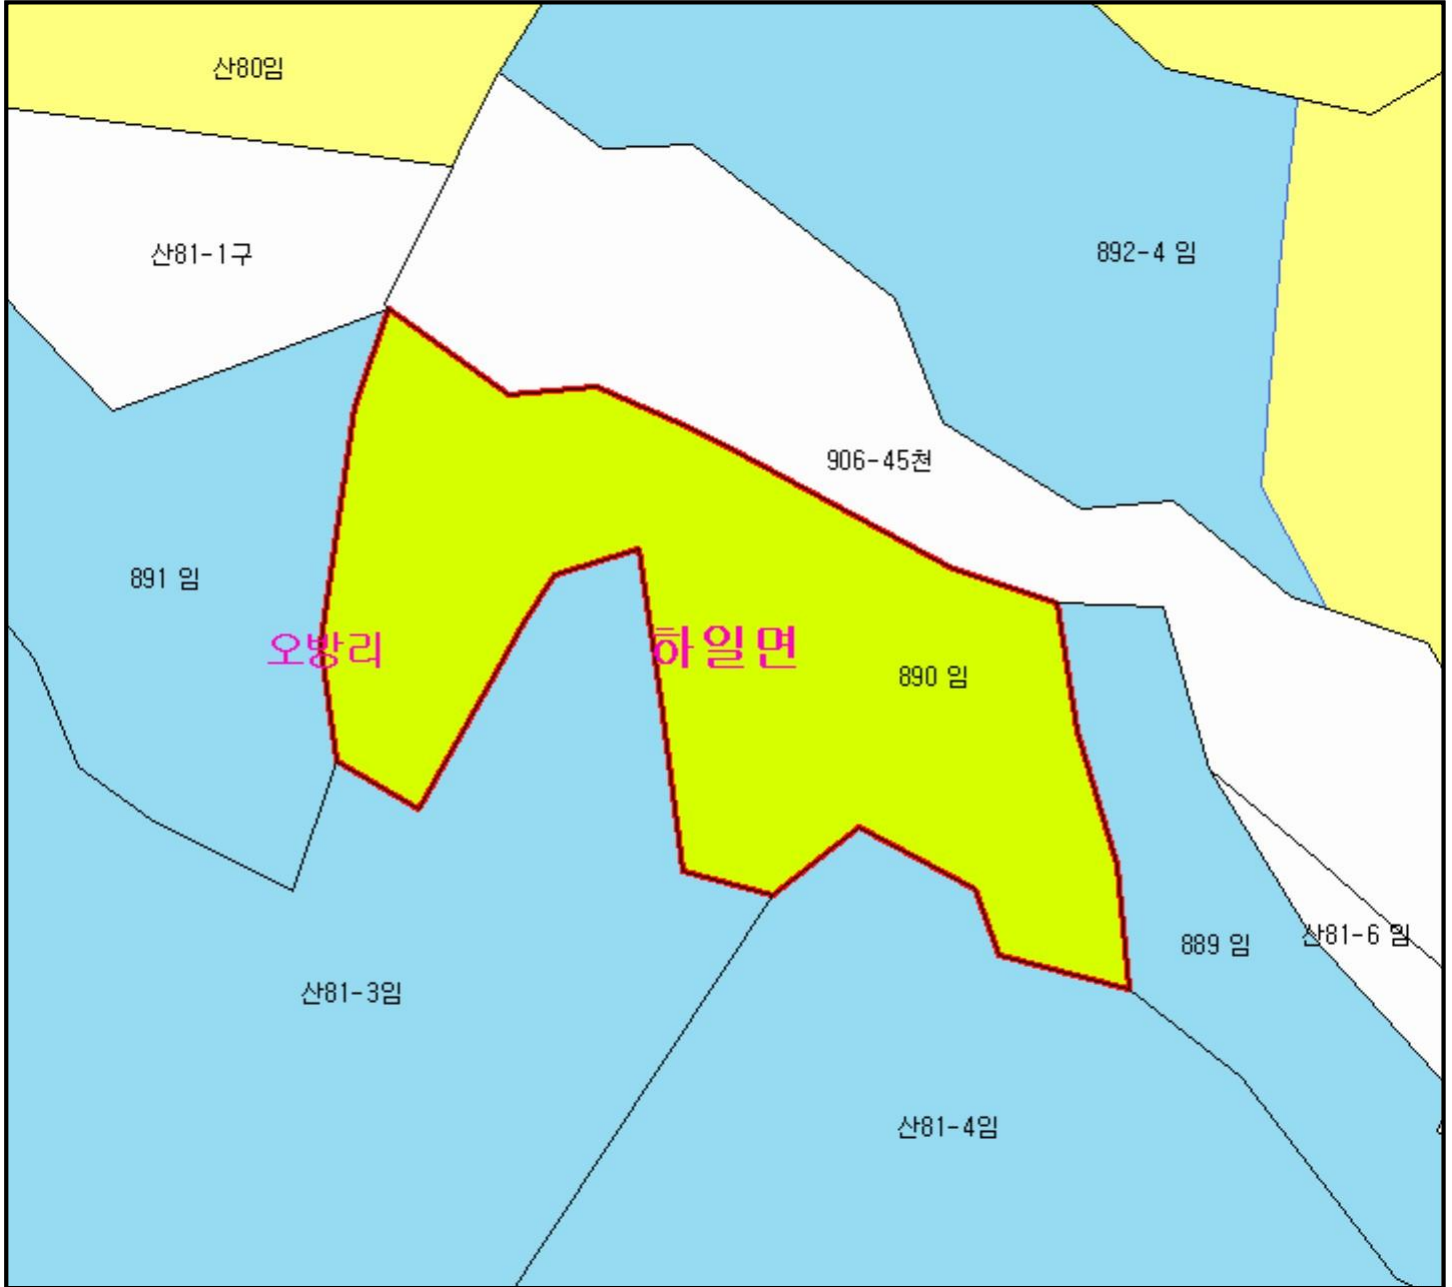 산80임
산81-1구
892-4 임
906-45천
891 임
오방리
하일면
890 임
산81-6 임
889 임
산81-3임
산81-4임